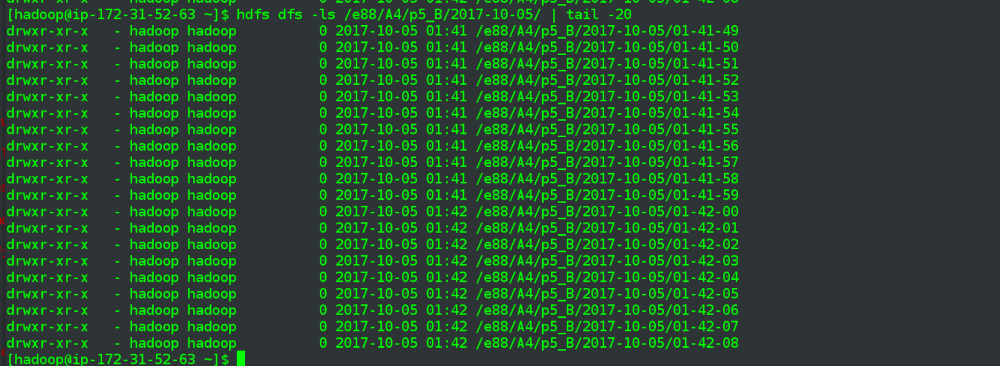 [hadoop@ip-172-31-52-63 ~]$ hdfs dfs -ls /e88/A4/p5_B/2017-10-05/ | tail -20
drwxr-xr-x   - hadoop hadoop          0 2017-10-05 01:41 /e88/A4/p5_B/2017-10-05/01-41-49
drwxr-xr-x   - hadoop hadoop          0 2017-10-05 01:41 /e88/A4/p5_B/2017-10-05/01-41-50
drwxr-xr-x   - hadoop hadoop          0 2017-10-05 01:41 /e88/A4/p5_B/2017-10-05/01-41-51
drwxr-xr-x   - hadoop hadoop          0 2017-10-05 01:41 /e88/A4/p5_B/2017-10-05/01-41-52
drwxr-xr-x   - hadoop hadoop          0 2017-10-05 01:41 /e88/A4/p5_B/2017-10-05/01-41-53
drwxr-xr-x   - hadoop hadoop          0 2017-10-05 01:41 /e88/A4/p5_B/2017-10-05/01-41-54
drwxr-xr-x   - hadoop hadoop          0 2017-10-05 01:41 /e88/A4/p5_B/2017-10-05/01-41-55
drwxr-xr-x   - hadoop hadoop          0 2017-10-05 01:41 /e88/A4/p5_B/2017-10-05/01-41-56
drwxr-xr-x   - hadoop hadoop          0 2017-10-05 01:41 /e88/A4/p5_B/2017-10-05/01-41-57
drwxr-xr-x   - hadoop hadoop          0 2017-10-05 01:41 /e88/A4/p5_B/2017-10-05/01-41-58
drwxr-xr-x   - hadoop hadoop          0 2017-10-05 01:41 /e88/A4/p5_B/2017-10-05/01-41-59
drwxr-xr-x   - hadoop hadoop          0 2017-10-05 01:42 /e88/A4/p5_B/2017-10-05/01-42-00
drwxr-xr-x   - hadoop hadoop          0 2017-10-05 01:42 /e88/A4/p5_B/2017-10-05/01-42-01
drwxr-xr-x   - hadoop hadoop          0 2017-10-05 01:42 /e88/A4/p5_B/2017-10-05/01-42-02
drwxr-xr-x   - hadoop hadoop          0 2017-10-05 01:42 /e88/A4/p5_B/2017-10-05/01-42-03
drwxr-xr-x   - hadoop hadoop          0 2017-10-05 01:42 /e88/A4/p5_B/2017-10-05/01-42-04
drwxr-xr-x   - hadoop hadoop          0 2017-10-05 01:42 /e88/A4/p5_B/2017-10-05/01-42-05
drwxr-xr-x   - hadoop hadoop          0 2017-10-05 01:42 /e88/A4/p5_B/2017-10-05/01-42-06
drwxr-xr-x   - hadoop hadoop          0 2017-10-05 01:42 /e88/A4/p5_B/2017-10-05/01-42-07
drwxr-xr-x   - hadoop hadoop          0 2017-10-05 01:42 /e88/A4/p5_B/2017-10-05/01-42-08
[hadoop@ip-172-31-52-63 ~]$